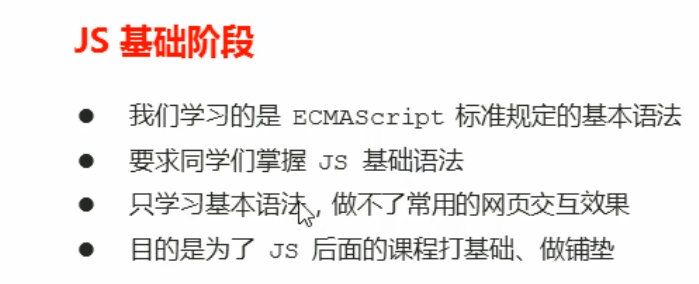 JS 基础阶段
● 我们学习的是 ECMAScript 标准规定的基本语法
● 要求同学们掌握 JS 基础语法
● 只学习基本语法，做不了常用的网页交互效果
● 目的是为了 JS 后面的课程打基础、做铺垫